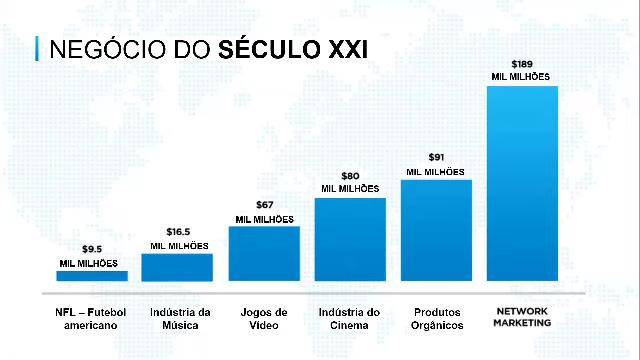 NEGÓCIO DO SÉCULO XXI
$189
MIL MILHÕES
$91
MIL MILHÕES
$80
MIL MILHÕES
$67
MIL MILHÕES
$16.5
MIL MILHÕES
$9.5
MIL MILHÕES
NFL – Futebol
americano
Indústria da
Música
Jogos de
Vídeo
Indústria do
Cinema
Produtos
Orgânicos
NETWORK
MARKETING